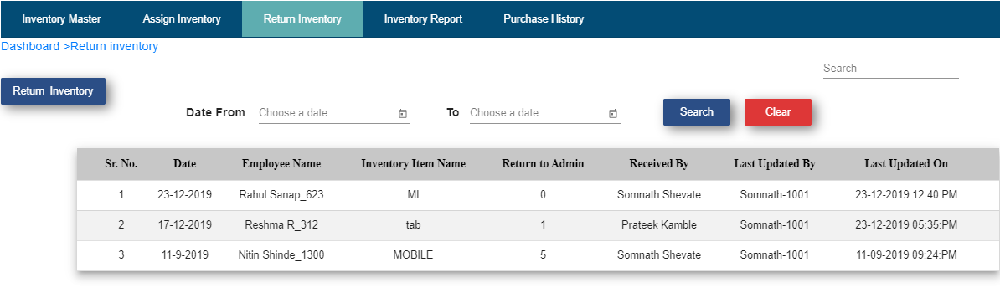 Inventory Master Assign Inventory Return Inventory Inventory Report Purchase History
Dashboard >Return inventory
Search
Return Inventory
Date From Choose a date To Choose a date Search Clear
Sr. No. Date Employee Name Inventory Item Name Return to Admin Received By Last Updated By Last Updated On
1 23-12-2019 Rahul Sanap_623 MI 0 Somnath Shevate Somnath-1001 23-12-2019 12:40:PM
2 17-12-2019 Reshma R_312 tab 1 Prateek Kamble Somnath-1001 23-12-2019 05:35:PM
3 11-9-2019 Nitin Shinde_1300 MOBILE 5 Somnath Shevate Somnath-1001 11-09-2019 09:24:PM